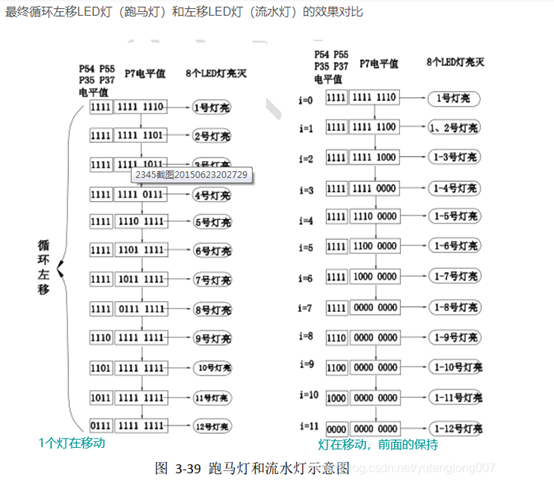 最终循环左移LED灯（跑马灯）和左移LED灯（流水灯）的效果对比
P54 P55
P35 P37
电平值
P7电平值
8个LED灯亮灭
1111 1111 1110 1号灯亮
1111 1111 1101 2号灯亮
1111 1111 1011 3号灯亮
2345截图20150623202729
1111 1111 0111 4号灯亮
1111 1110 1111 5号灯亮
1111 1101 1111 6号灯亮
1111 1011 1111 7号灯亮
1111 0111 1111 8号灯亮
1110 1111 1111 9号灯亮
1101 1111 1111 10号灯亮
1011 1111 1111 11号灯亮
0111 1111 1111 12号灯亮
循环左移
1个灯在移动
P54 P55
P35 P37
P7电平值
8个LED灯亮灭
i=0 1111 1111 1110 1号灯亮
i=1 1111 1111 1100 1、2号灯亮
i=2 1111 1111 1000 1-3号灯亮
i=3 1111 1111 0000 1-4号灯亮
i=4 1111 1110 0000 1-5号灯亮
i=5 1111 1100 0000 1-6号灯亮
i=6 1111 1000 0000 1-7号灯亮
i=7 1111 0000 0000 1-8号灯亮
i=8 1110 0000 0000 1-9号灯亮
i=9 1100 0000 0000 1-10号灯亮
i=10 1000 0000 0000 1-11号灯亮
i=11 0000 0000 0000 1-12号灯亮
灯在移动，前面的保持
图 3-39 跑马灯和流水灯示意图
blog.csdn.net/yutenglong007